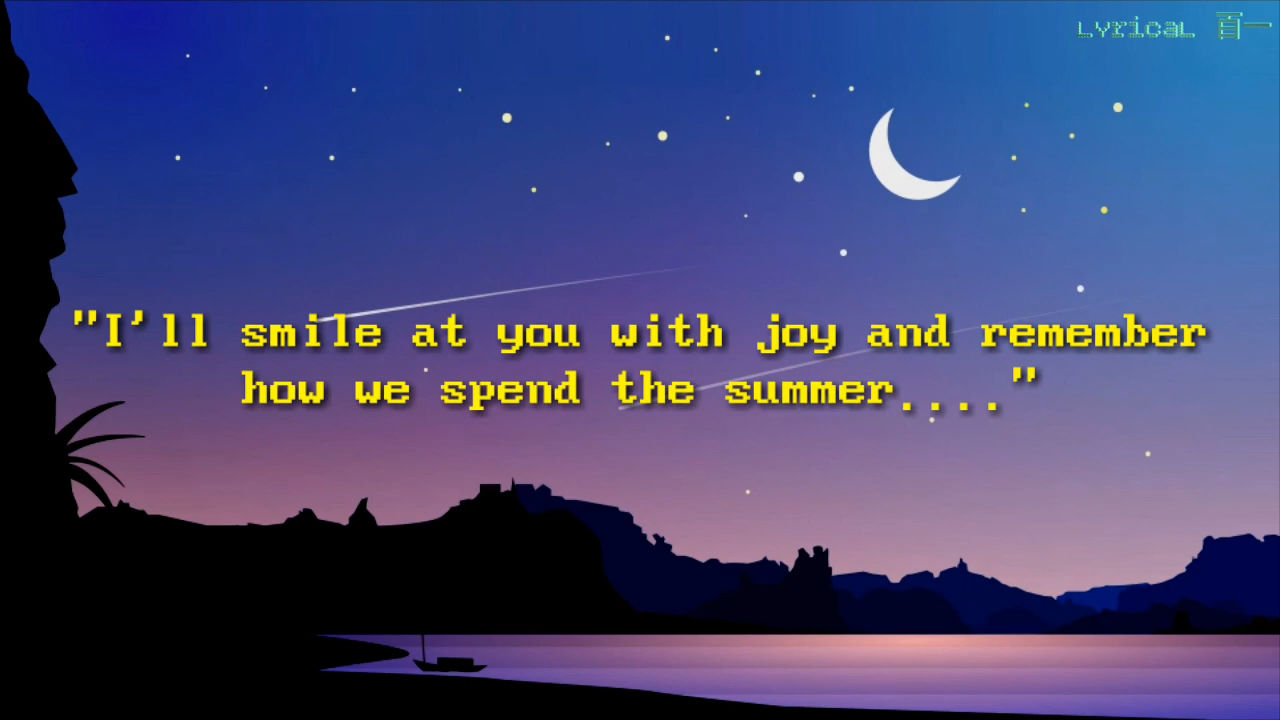 LyricaL 百一
"I'll smile at you with joy and remember
how we spend the summer...."